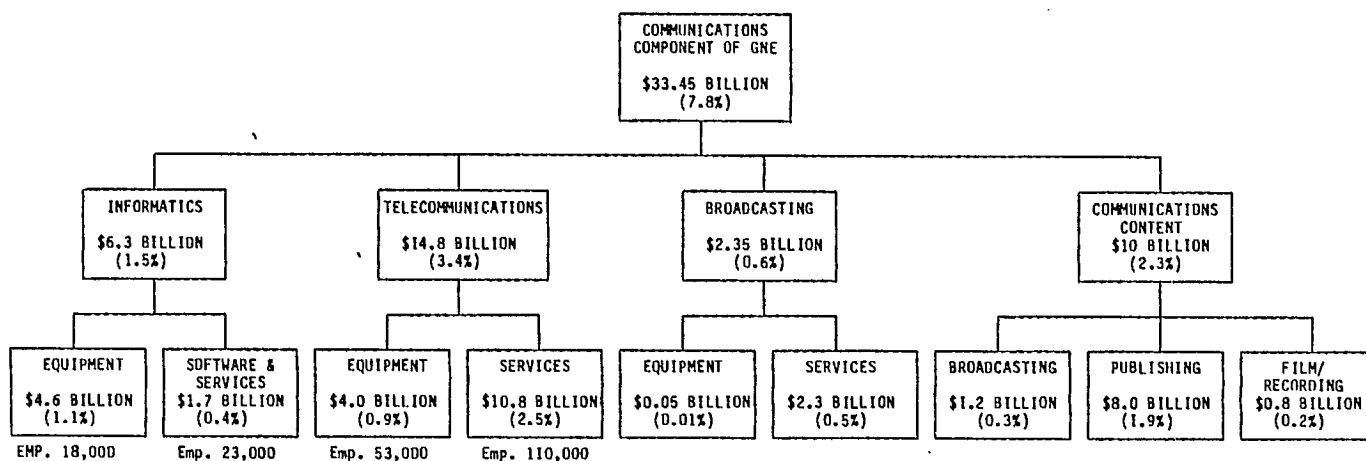 COMMUNICATIONS
COMPONENT OF GNE
$33.45 BILLION
(7.8%)
INFORMATICS
$6.3 BILLION
(1.5%)
TELECOMMUNICATIONS
$14.8 BILLION
(3.4%)
BROADCASTING
$2.35 BILLION
(0.6%)
COMMUNICATIONS
CONTENT
$10 BILLION
(2.3%)
EQUIPMENT
$4.6 BILLION
(1.1%)
EMP. 18,000
SOFTWARE &
SERVICES
$1.7 BILLION
(0.4%)
Emp. 23,000
EQUIPMENT
$4.0 BILLION
(0.9%)
Emp. 53,000
SERVICES
$10.8 BILLION
(2.5%)
Emp. 110,000
EQUIPMENT
$0.05 BILLION
(0.01%)
SERVICES
$2.3 BILLION
(0.5%)
BROADCASTING
$1.2 BILLION
(0.3%)
PUBLISHING
$8.0 BILLION
(1.9%)
FILM/
RECORDING
$0.8 BILLION
(0.2%)